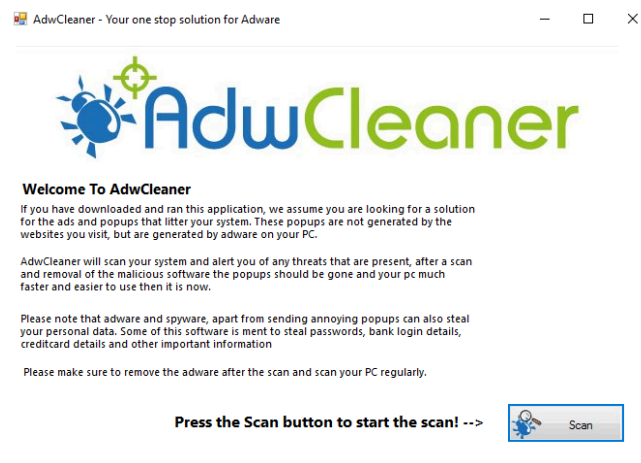 AdwCleaner - Your one stop solution for Adware
AdwCleaner
Welcome To AdwCleaner
If you have downloaded and ran this application, we assume you are looking for a solution
for the ads and popups that litter your system. These popups are not generated by the
websites you visit, but are generated by adware on your PC.
AdwCleaner will scan your system and alert you of any threats that are present, after a scan
and removal of the malicious software the popups should be gone and your pc much
faster and easier to use then it is now.
Please note that adware and spyware, apart from sending annoying popups can also steal
your personal data. Some of this software is ment to steal passwords, bank login details,
creditcard details and other important information
Please make sure to remove the adware after the scan and scan your PC regularly.
Press the Scan button to start the scan! -->
Scan